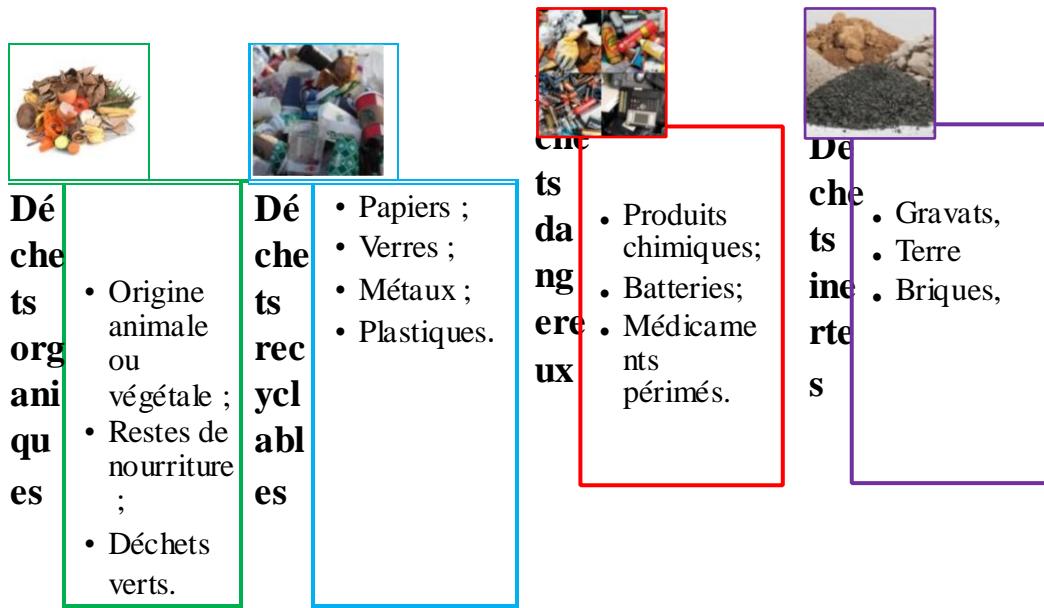 Dé
che
ts
org
ani
qu
es
• Origine
animale
ou
végétale ;
• Restes de
nourriture
;
• Déchets
verts.
Dé
che
ts
rec
ycl
abl
es
• Papiers ;
• Verres ;
• Métaux ;
• Plastiques.
che
ts
da
ng
ere
ux
• Produits
chimiques;
• Batteries;
• Médicame
nts
périmés.
Dé
che
ts
ine
rte
s
• Gravats,
• Terre
• Briques,